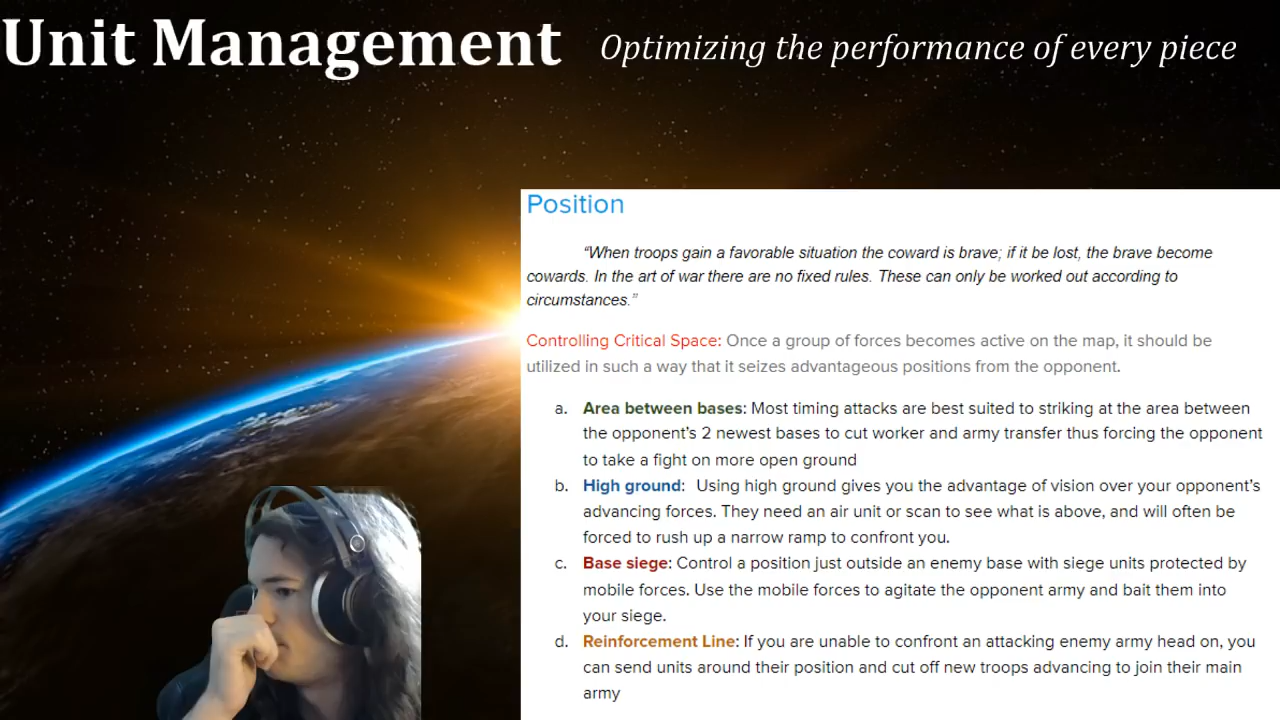 Unit Management
Optimizing the performance of every piece
Position
“When troops gain a favorable situation the coward is brave; if it be lost, the brave become
cowards. In the art of war there are no fixed rules. These can only be worked out according to
circumstances.”
Controlling Critical Space: Once a group of forces becomes active on the map, it should be
utilized in such a way that it seizes advantageous positions from the opponent.
a. Area between bases: Most timing attacks are best suited to striking at the area between
the opponent’s 2 newest bases to cut worker and army transfer thus forcing the opponent
to take a fight on more open ground
b. High ground: Using high ground gives you the advantage of vision over your opponent’s
advancing forces. They need an air unit or scan to see what is above, and will often be
forced to rush up a narrow ramp to confront you.
c. Base siege: Control a position just outside an enemy base with siege units protected by
mobile forces. Use the mobile forces to agitate the opponent army and bait them into
your siege.
d. Reinforcement Line: If you are unable to confront an attacking enemy army head on, you
can send units around their position and cut off new troops advancing to join their main
army